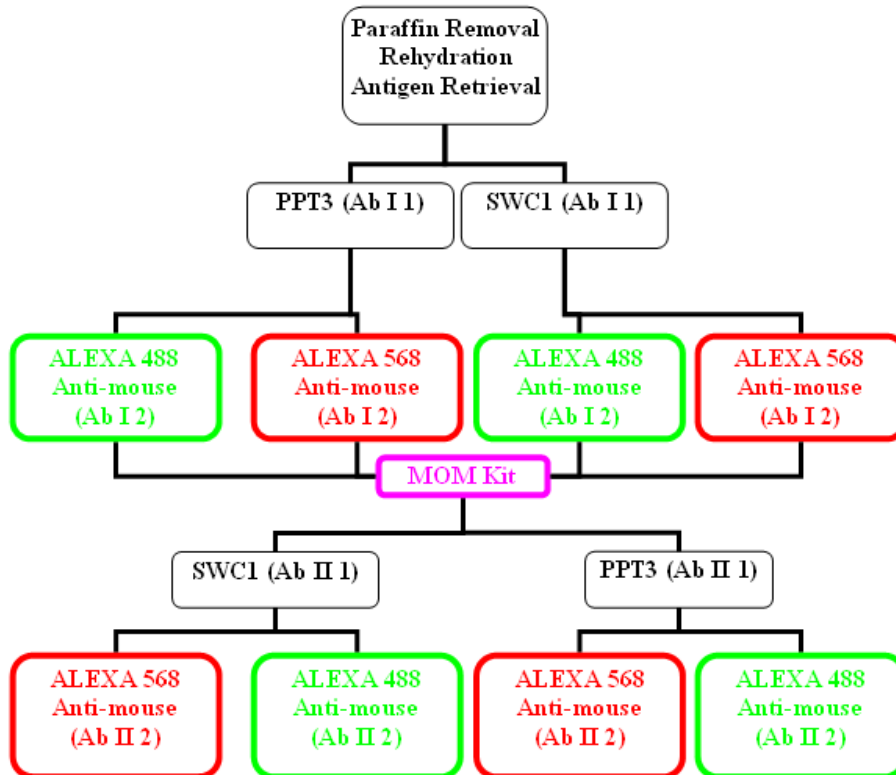 Paraffin Removal
Rehydration
Antigen Retrieval
PPT3 (Ab I 1)
SWC1 (Ab I 1)
ALEXA 488
Anti-mouse
(Ab I 2)
ALEXA 568
Anti-mouse
(Ab I 2)
ALEXA 488
Anti-mouse
(Ab I 2)
ALEXA 568
Anti-mouse
(Ab I 2)
MOM Kit
SWC1 (Ab II 1)
PPT3 (Ab II 1)
ALEXA 568
Anti-mouse
(Ab II 2)
ALEXA 488
Anti-mouse
(Ab II 2)
ALEXA 568
Anti-mouse
(Ab II 2)
ALEXA 488
Anti-mouse
(Ab II 2)